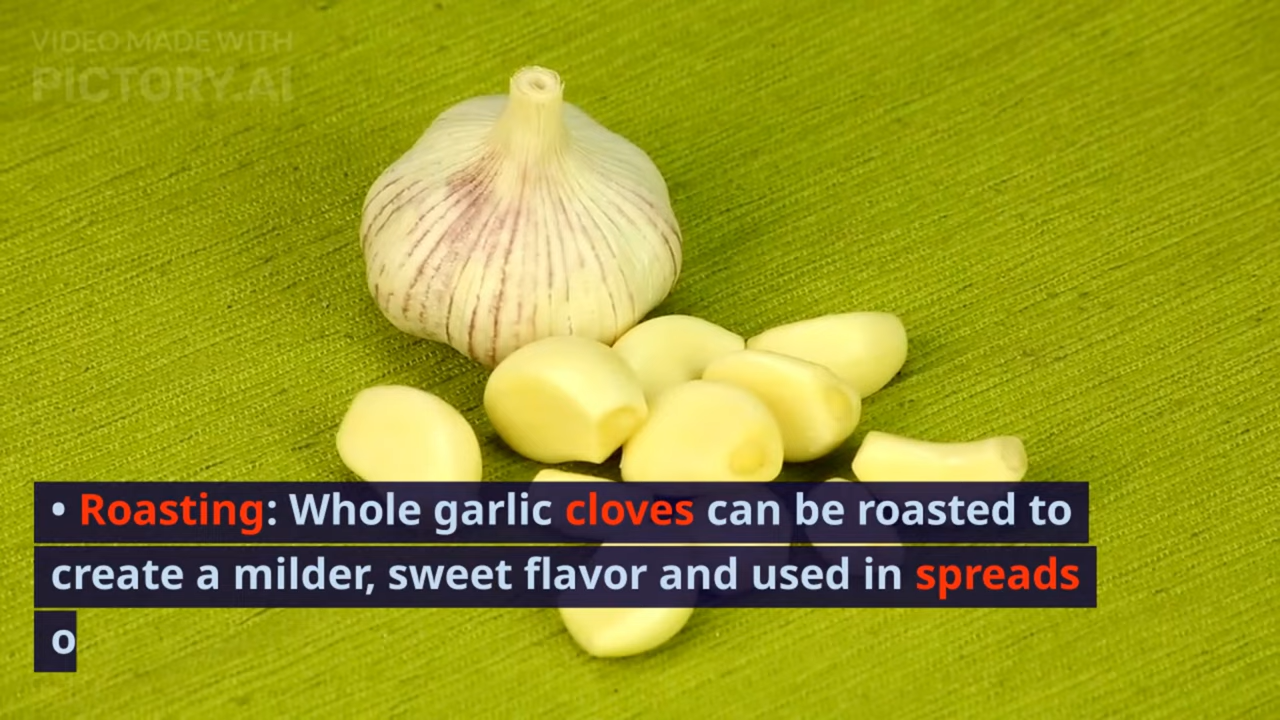 VIDEO MADE WITH
PICTORY.AI
• Roasting: Whole garlic cloves can be roasted to
create a milder, sweet flavor and used in spreads
o